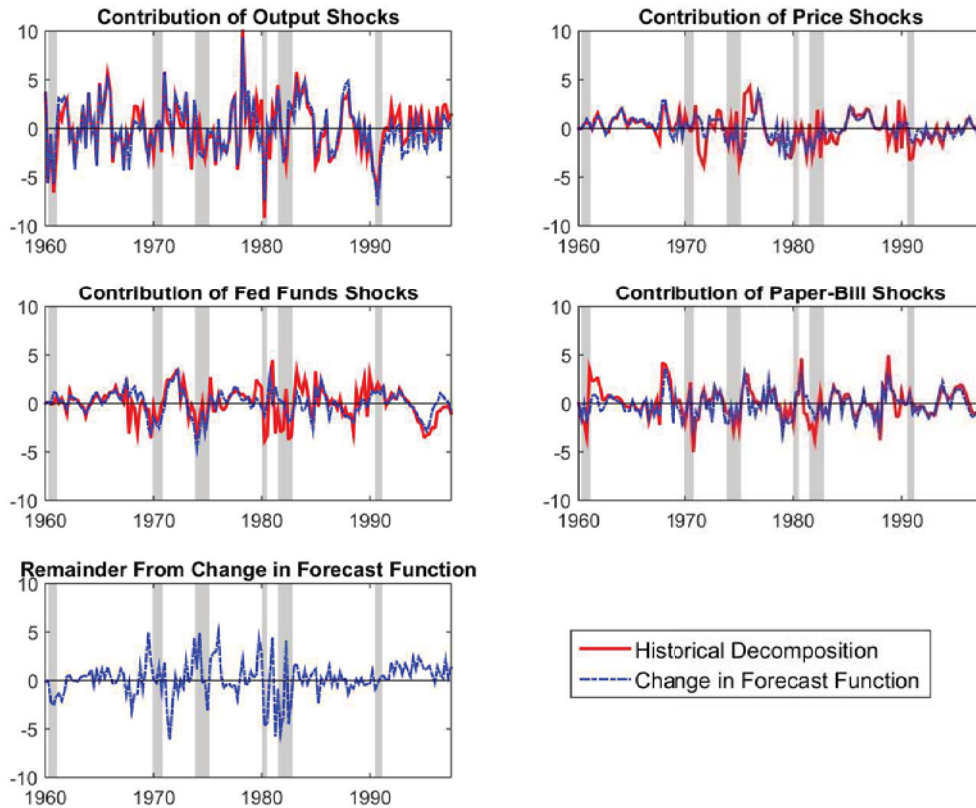 Contribution of Output Shocks
10
5
0
-5
-10
1960 1970 1980 1990
Contribution of Price Shocks
10
5
0
-5
-10
1960 1970 1980 1990
Contribution of Fed Funds Shocks
10
5
0
-5
-10
1960 1970 1980 1990
Contribution of Paper-Bill Shocks
10
5
0
-5
-10
1960 1970 1980 1990
Remainder From Change in Forecast Function
10
5
0
-5
-10
1960 1970 1980 1990
Historical Decomposition
Change in Forecast Function